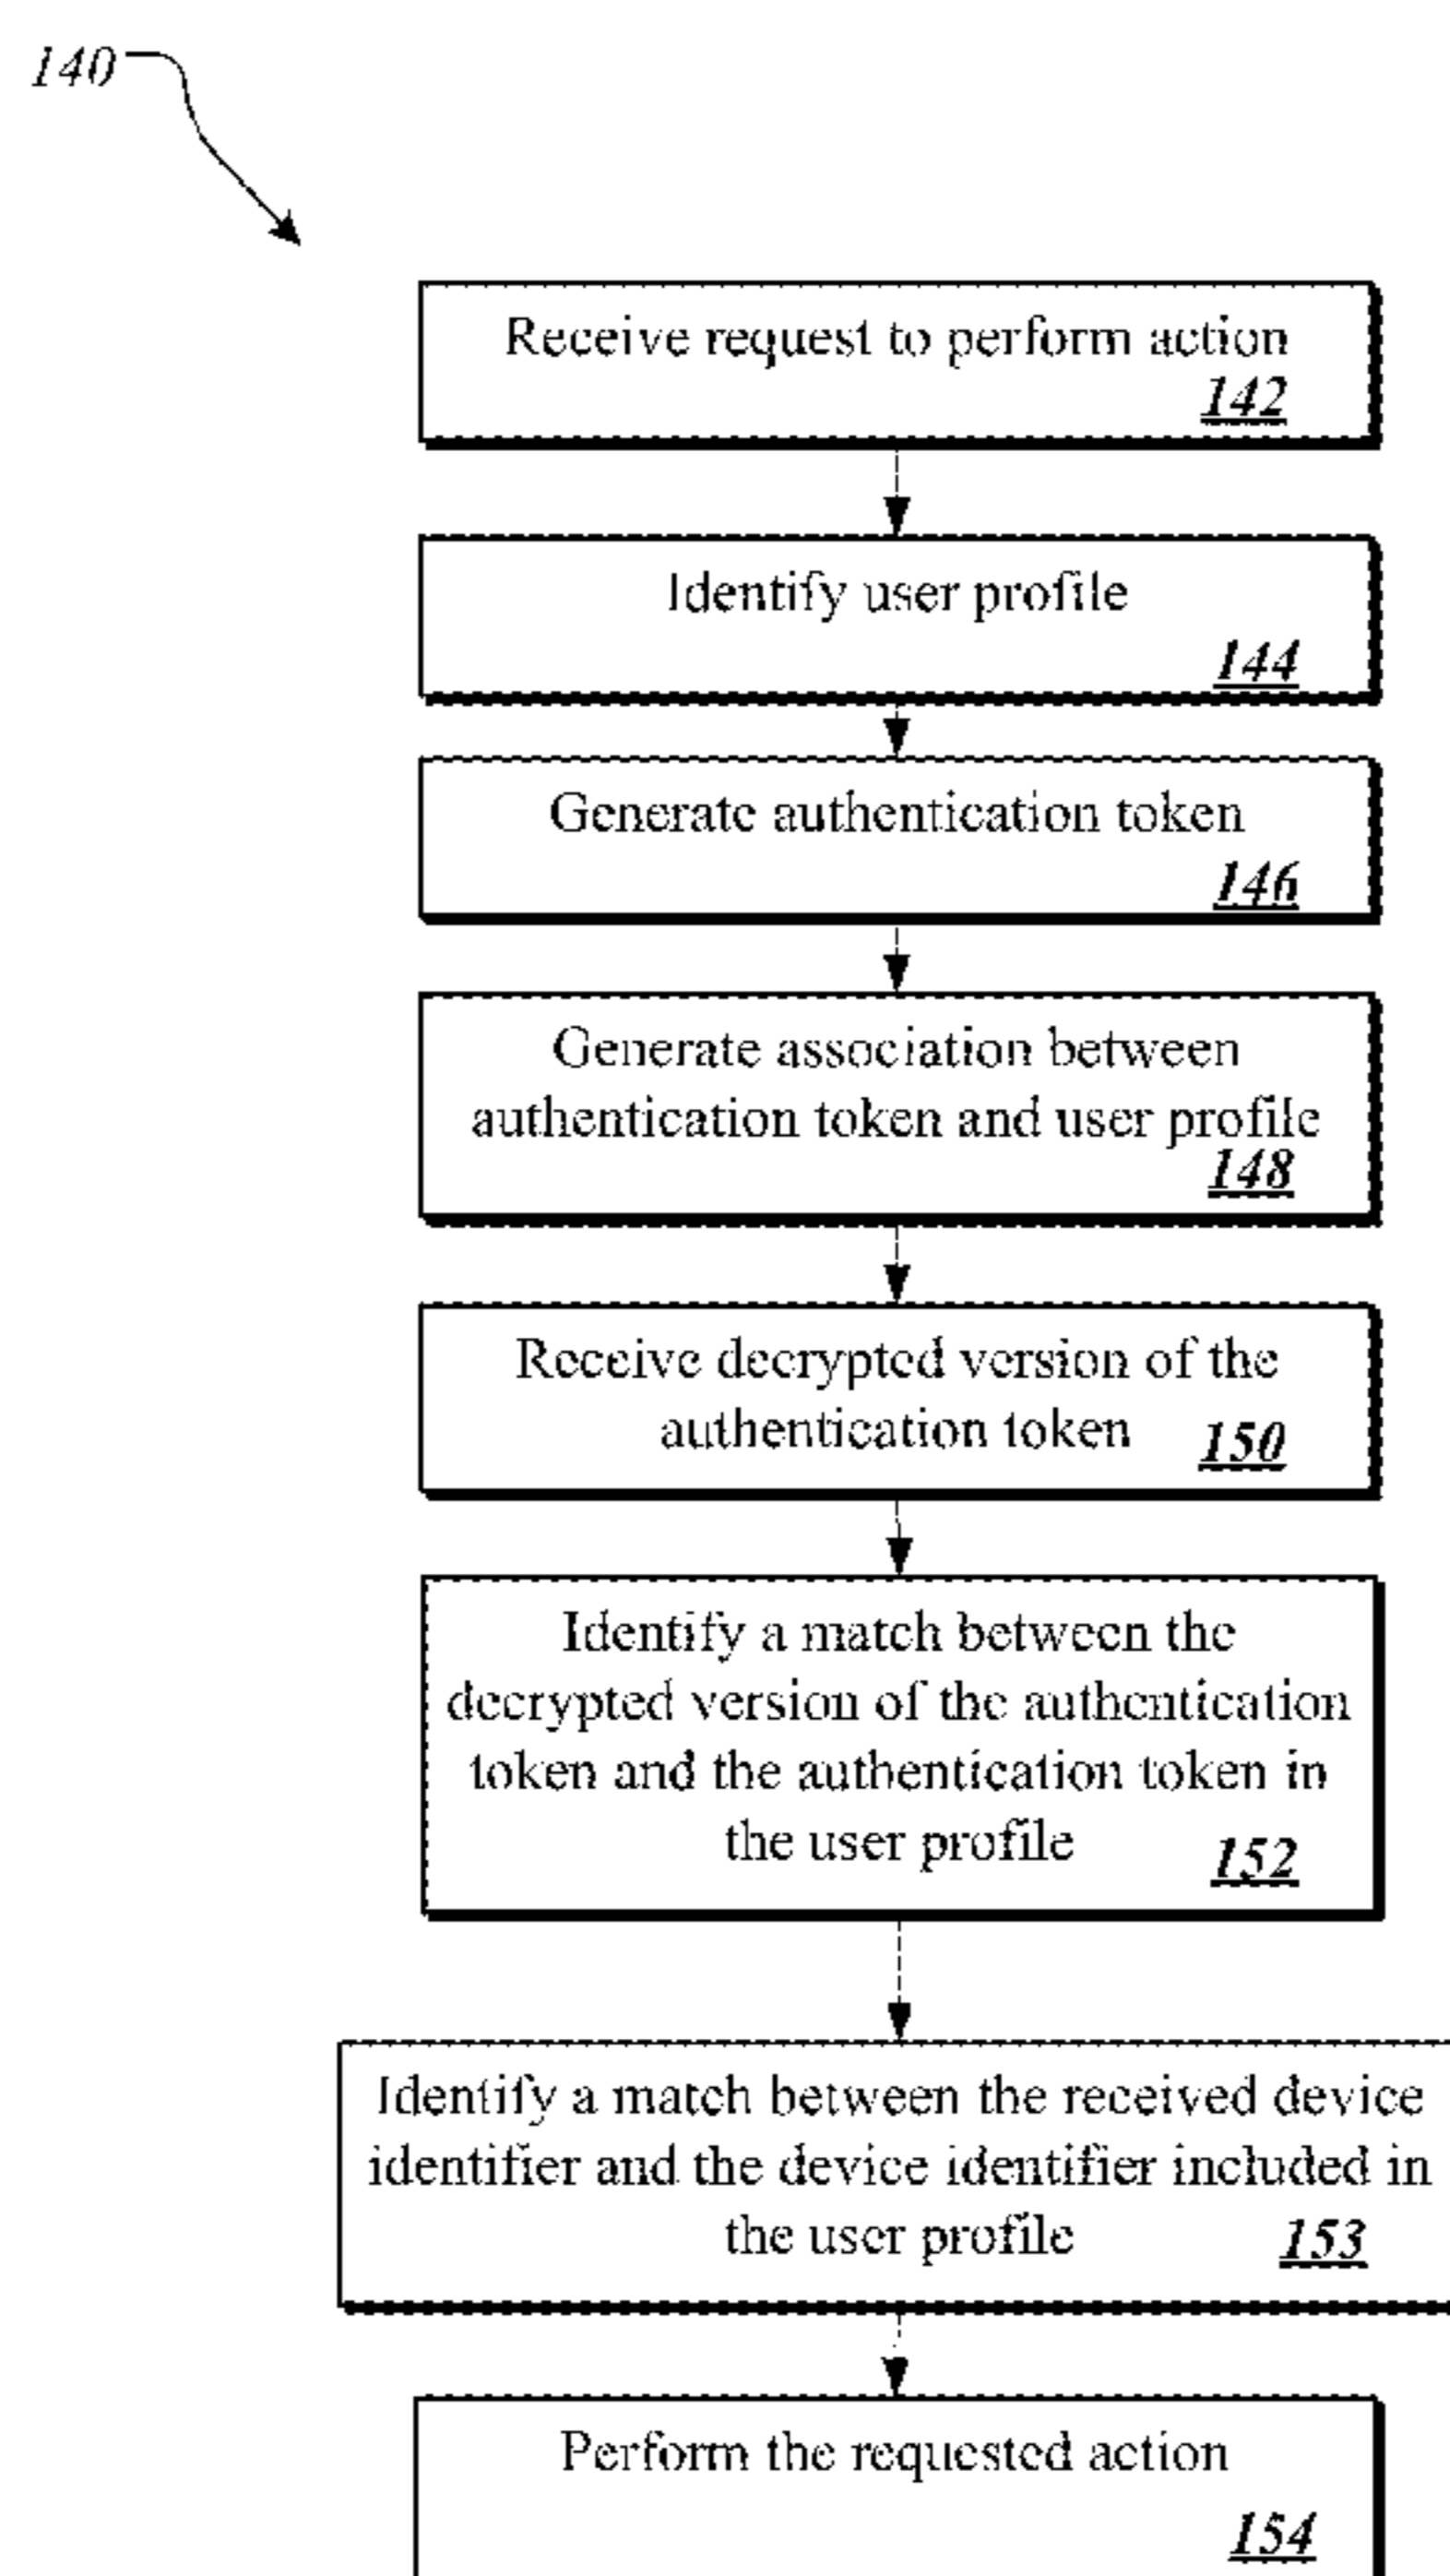 140
Receive request to perform action
142
Identify user profile
144
Generate authentication token
146
Generate association between
authentication token and user profile
148
Receive decrypted version of the
authentication token 150
Identify a match between the
decrypted version of the authentication
token and the authentication token in
the user profile 152
Identify a match between the received device
identifier and the device identifier included in
the user profile 153
Perform the requested action
154